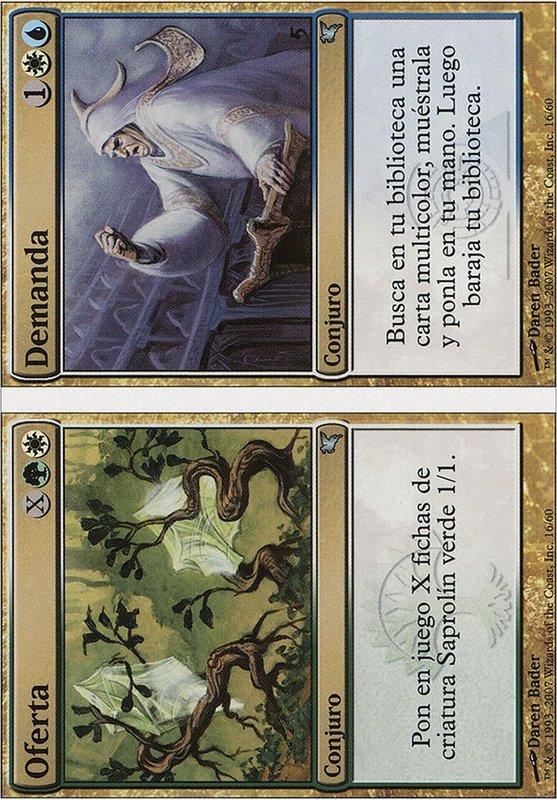 Oferta
X
Conjuro
Pon en juego X fichas de
criatura Saprolín verde 1/1.
Daren Bader
™ & © 1993-2007 Wizards of the Coast, Inc. 16/60
Demanda
1
5
Conjuro
Busca en tu biblioteca una
carta multicolor, muéstrala
y ponla en tu mano. Luego
baraja tu biblioteca.
Daren Bader
™ & © 1993-2007 Wizards of the Coast, Inc. 16/60